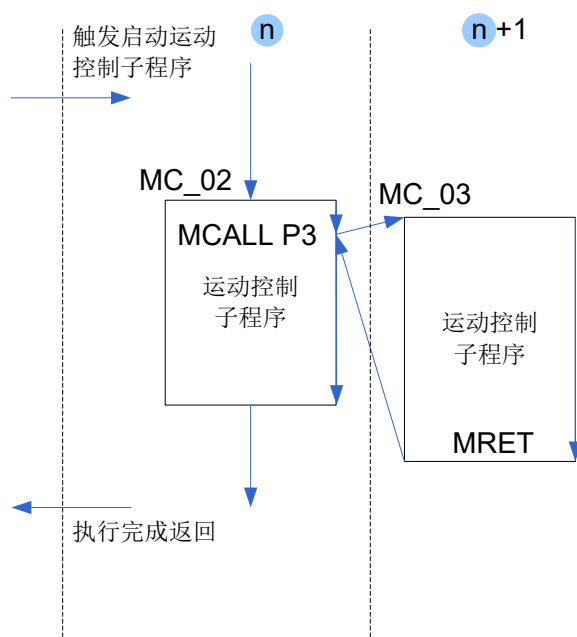 触发启动运动
控制子程序
n
n+1
MC_02
MC_03
MCALL P3
运动控制
子程序
运动控制
子程序
MRET
执行完成返回